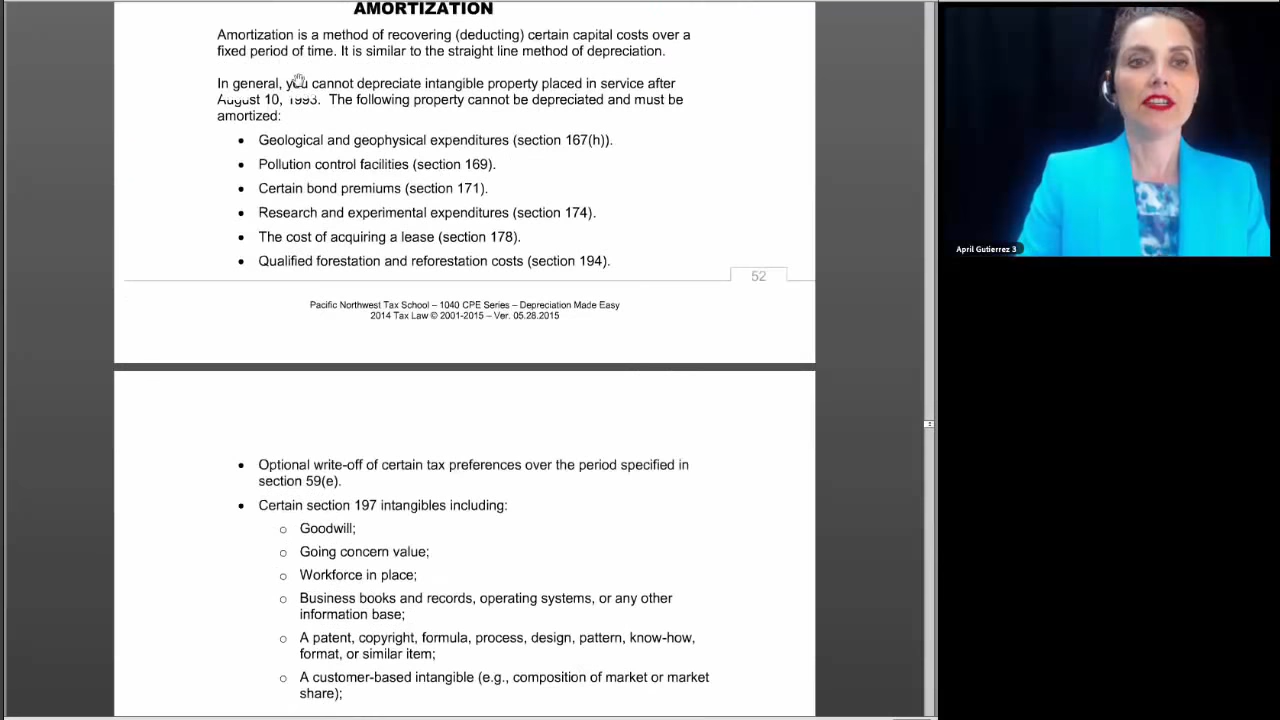 AMORTIZATION
Amortization is a method of recovering (deducting) certain capital costs over a
fixed period of time. It is similar to the straight line method of depreciation.
In general, you cannot depreciate intangible property placed in service after
August 10, 1993. The following property cannot be depreciated and must be
amortized:
• Geological and geophysical expenditures (section 167(h)).
• Pollution control facilities (section 169).
• Certain bond premiums (section 171).
• Research and experimental expenditures (section 174).
• The cost of acquiring a lease (section 178).
• Qualified forestation and reforestation costs (section 194).
52
Pacific Northwest Tax School – 1040 CPE Series – Depreciation Made Easy
2014 Tax Law © 2001-2015 – Ver. 05.28.2015
• Optional write-off of certain tax preferences over the period specified in
section 59(e).
• Certain section 197 intangibles including:
o Goodwill;
o Going concern value;
o Workforce in place;
o Business books and records, operating systems, or any other
information base;
o A patent, copyright, formula, process, design, pattern, know-how,
format, or similar item;
o A customer-based intangible (e.g., composition of market or market
share);
April Gutierrez 3